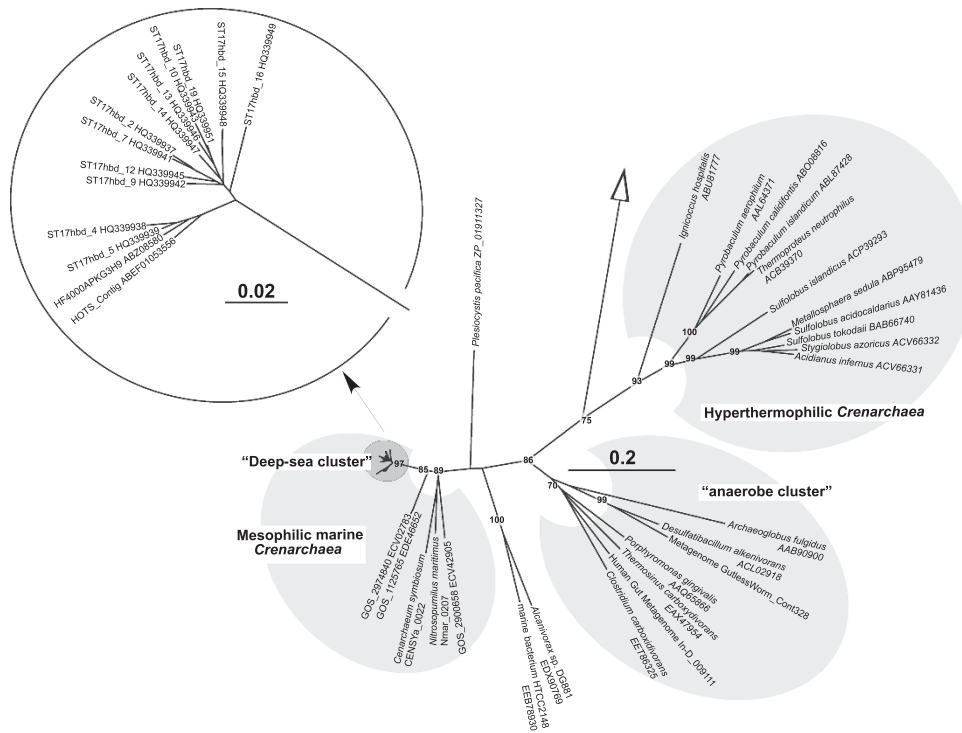 ST17hbd_16 HQ339949
ST17hbd_15 HQ339948
ST17hbd_19 HQ339951
ST17hbd_10 HQ339943
ST17hbd_13 HQ339946
ST17hbd_14 HQ339947
ST17hbd_2 HQ339937
ST17hbd_7 HQ339941
ST17hbd_12 HQ339945
ST17hbd_9 HQ339942
ST17hbd_4 HQ339938
ST17hbd_5 HQ339939
HF4000APKG3H9 ABZ08580
HOTS_Contig ABEF01053556
0.02
Plesiocystis pacifica ZP_01911327
Ignicoccus hospitalis
ABU81777
Pyrobaculum aerophilum
AAL64371
Pyrobaculum calidifontis ABO08816
Pyrobaculum islandicum ABL87428
Thermoproteus neutrophilus
ACB39370
Sulfolobus islandicus ACP39293
Metallosphaera sedula ABP95479
Sulfolobus acidocaldarius AAY81436
Sulfolobus tokodaii BAB66740
Stygiolobus azoricus ACV66332
Acidianus infernus ACV66331
100
99
99
99
93
75
Hyperthermophilic Crenarchaea
86
0.2
70
99
"anaerobe cluster"
Archaeoglobus fulgidus
AAB90900
Desulfatibacillum alkenivorans
ACL02918
Metagenome GutlessWorm_Cont328
Porphyromonas gingivalis
AAQ65866
Thermosinus carboxydivorans
EAX47954
Human Gut Metagenome In-D_009111
Clostridium carboxidivorans
EET86325
"Deep-sea cluster"
97
85
89
Mesophilic marine
Crenarchaea
GOS_2974840 ECV02783
GOS_1125765 EDE46652
Cenarchaeum symbiosum
CENSYa_0022
Nitrosopumilus maritimus
Nmar_0207
GOS_2900658 ECV42905
100
Alcanivorax sp. DG881
EDX90769
marine bacterium HTCC2148
EEB78930